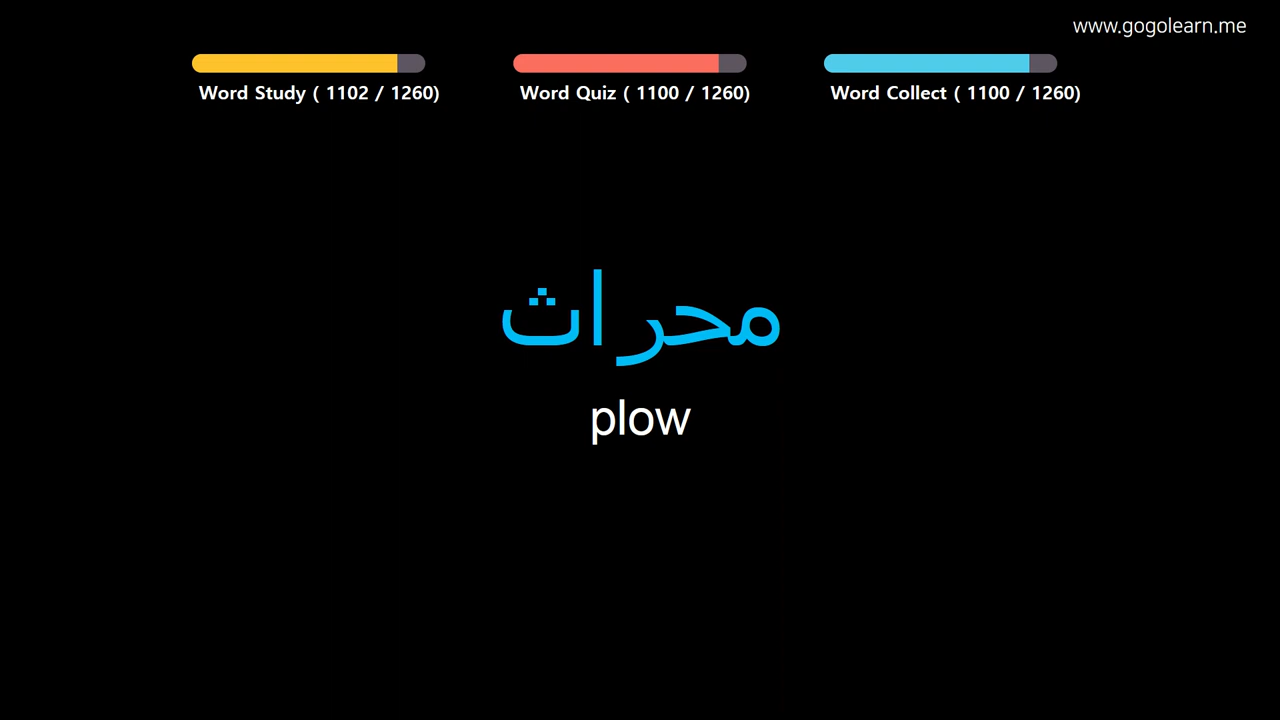 www.gogolearn.me
Word Study ( 1102 / 1260)
Word Quiz ( 1100 / 1260)
Word Collect ( 1100 / 1260)
محراث
plow